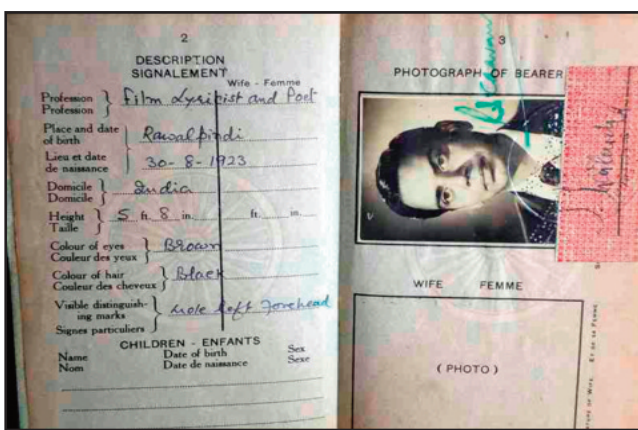 2
DESCRIPTION
SIGNALEMENT
Wife - Femme
Profession
Profession
Film Lyricist and Poet
Place and date
of birth
Rawalpindi
Lieu et date
de naissance
30-8-1923
Domicile
Domicile
India
Height
Taille
5 ft. 8 in.
ft. in.
Colour of eyes
Couleur des yeux
Brown
Colour of hair
Couleur des cheveux
Black
Visible distinguish-
ing marks
Signes particuliers
mole left Forehead
CHILDREN - ENFANTS
Name Date of birth Sex
Nom Date de naissance Sexe
3
PHOTOGRAPH OF BEARER
WIFE FEMME
(PHOTO)